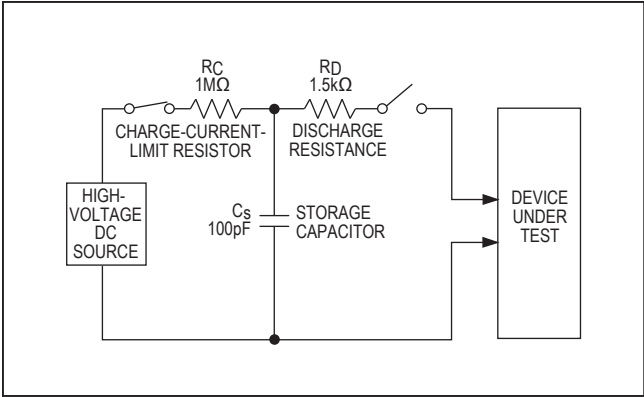 RC
1MΩ
RD
1.5kΩ
CHARGE-CURRENT-
LIMIT RESISTOR
DISCHARGE
RESISTANCE
HIGH-
VOLTAGE
DC
SOURCE
Cs
100pF
STORAGE
CAPACITOR
DEVICE
UNDER
TEST